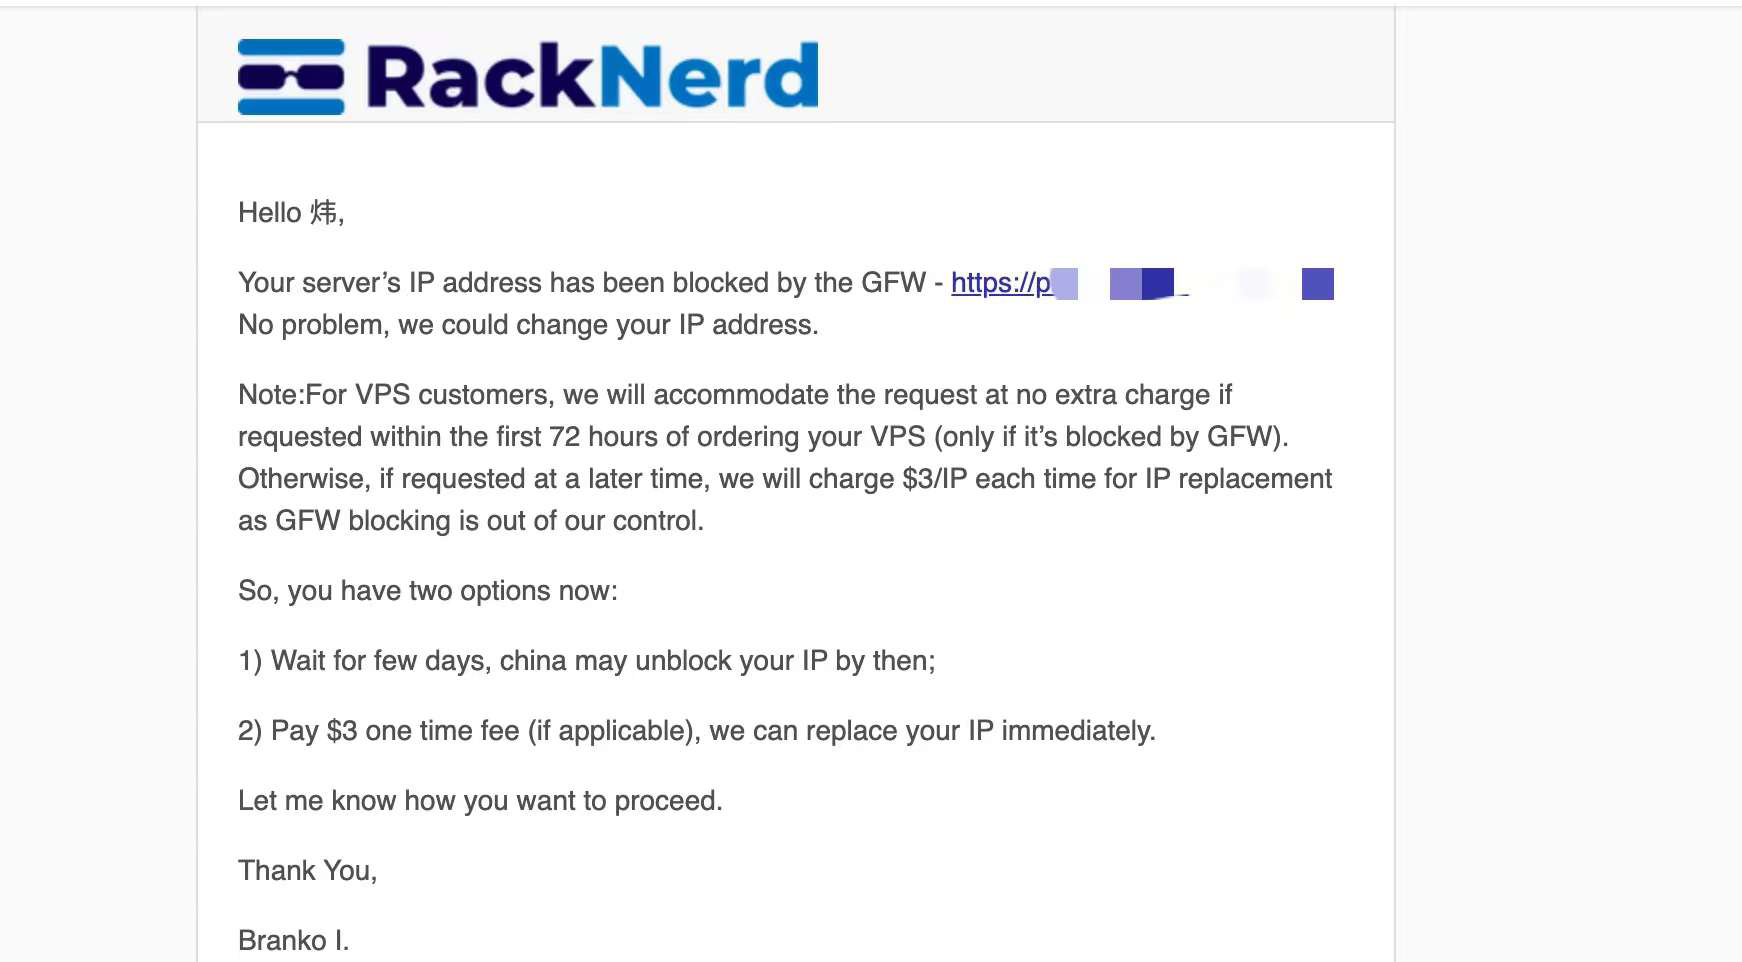 RackNerd
Hello 炜,
Your server’s IP address has been blocked by the GFW - https://p
No problem, we could change your IP address.
Note:For VPS customers, we will accommodate the request at no extra charge if
requested within the first 72 hours of ordering your VPS (only if it’s blocked by GFW).
Otherwise, if requested at a later time, we will charge $3/IP each time for IP replacement
as GFW blocking is out of our control.
So, you have two options now:
1) Wait for few days, china may unblock your IP by then;
2) Pay $3 one time fee (if applicable), we can replace your IP immediately.
Let me know how you want to proceed.
Thank You,
Branko I.